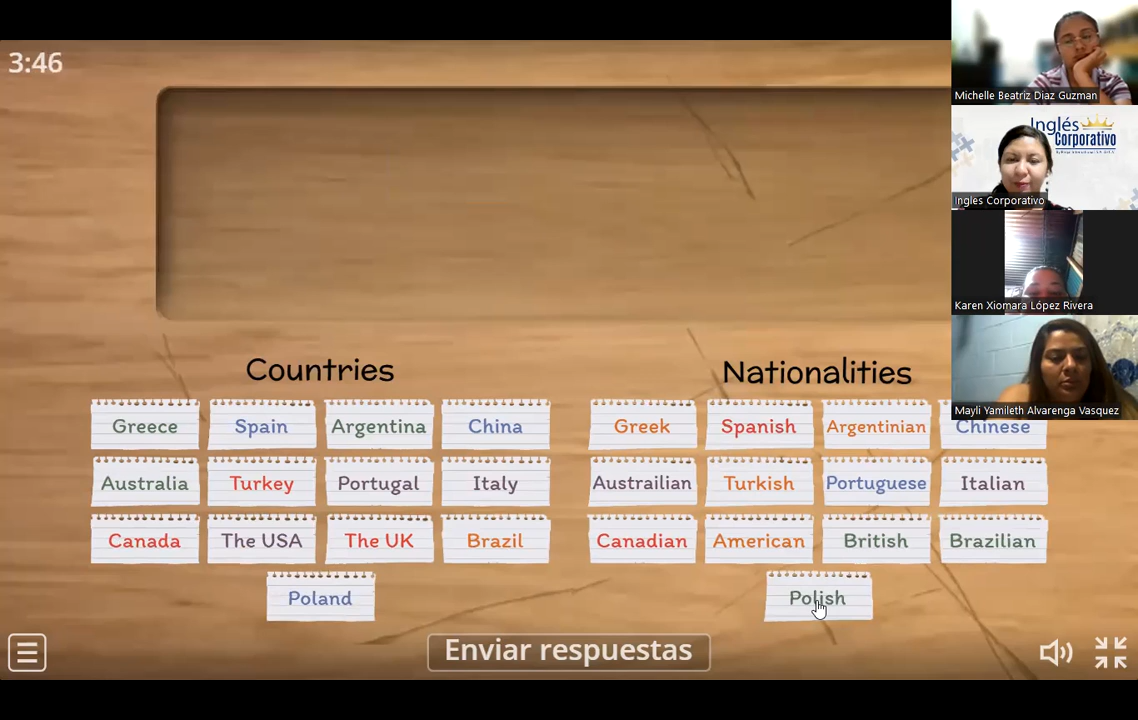 3:46
Michelle Beatriz Diaz Guzman
Inglés
Corporativo
Ingles Corporativo
Karen Xiomara López Rivera
Mayli Yamileth Alvarenga Vasquez
Countries
Nationalities
Greece Spain Argentina China
Greek Spanish Argentinian Chinese
Australia Turkey Portugal Italy
Austrailian Turkish Portuguese Italian
Canada The USA The UK Brazil
Canadian American British Brazilian
Poland
Polish
Enviar respuestas